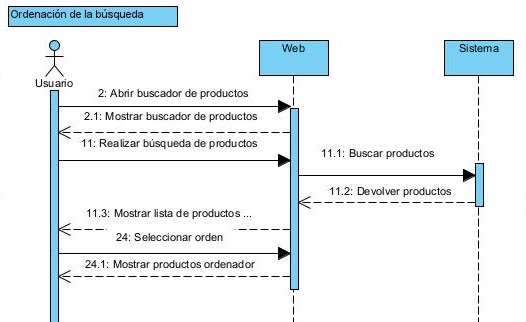 Ordenación de la búsqueda
Usuario
Web
Sistema
2: Abrir buscador de productos
2.1: Mostrar buscador de productos
11: Realizar búsqueda de productos
11.1: Buscar productos
11.2: Devolver productos
11.3: Mostrar lista de productos ...
24: Seleccionar orden
24.1: Mostrar productos ordenador